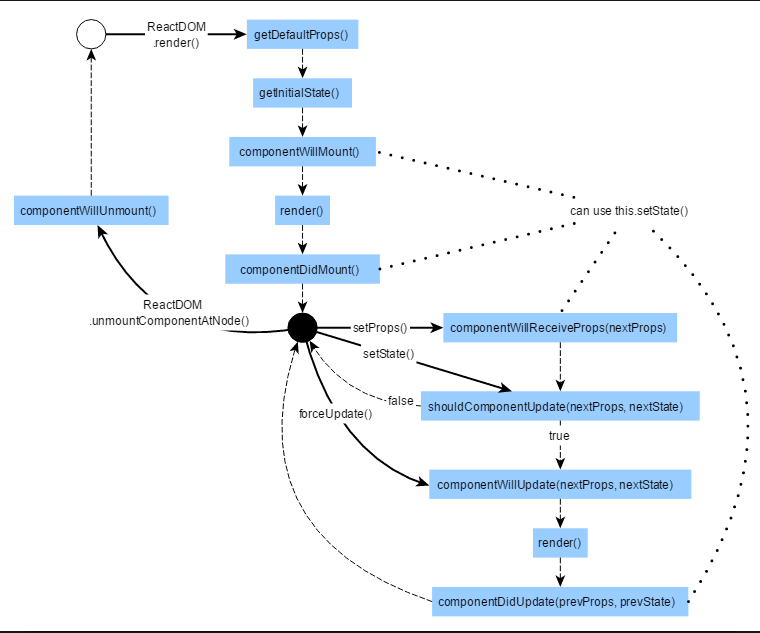 ReactDOM
.render()
getDefaultProps()
getInitialState()
componentWillMount()
componentWillUnmount()
render()
can use this.setState()
componentDidMount()
ReactDOM
.unmountComponentAtNode()
setProps()
componentWillReceiveProps(nextProps)
setState()
false
shouldComponentUpdate(nextProps, nextState)
forceUpdate()
true
componentWillUpdate(nextProps, nextState)
render()
componentDidUpdate(prevProps, prevState)